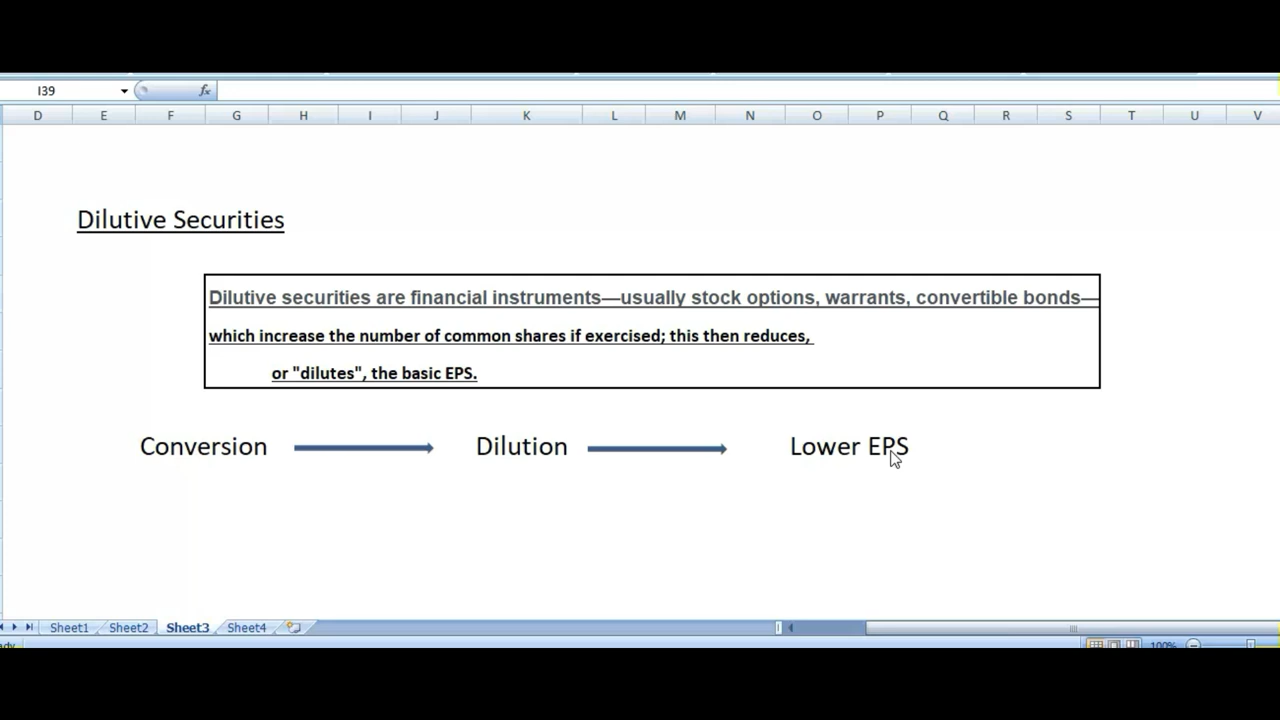 I39
fx
D E F G H I J K L M N O P Q R S T U V
Dilutive Securities
Dilutive securities are financial instruments—usually stock options, warrants, convertible bonds—
which increase the number of common shares if exercised; this then reduces,
or "dilutes", the basic EPS.
Conversion Dilution Lower EPS
Sheet1 Sheet2 Sheet3 Sheet4
100%